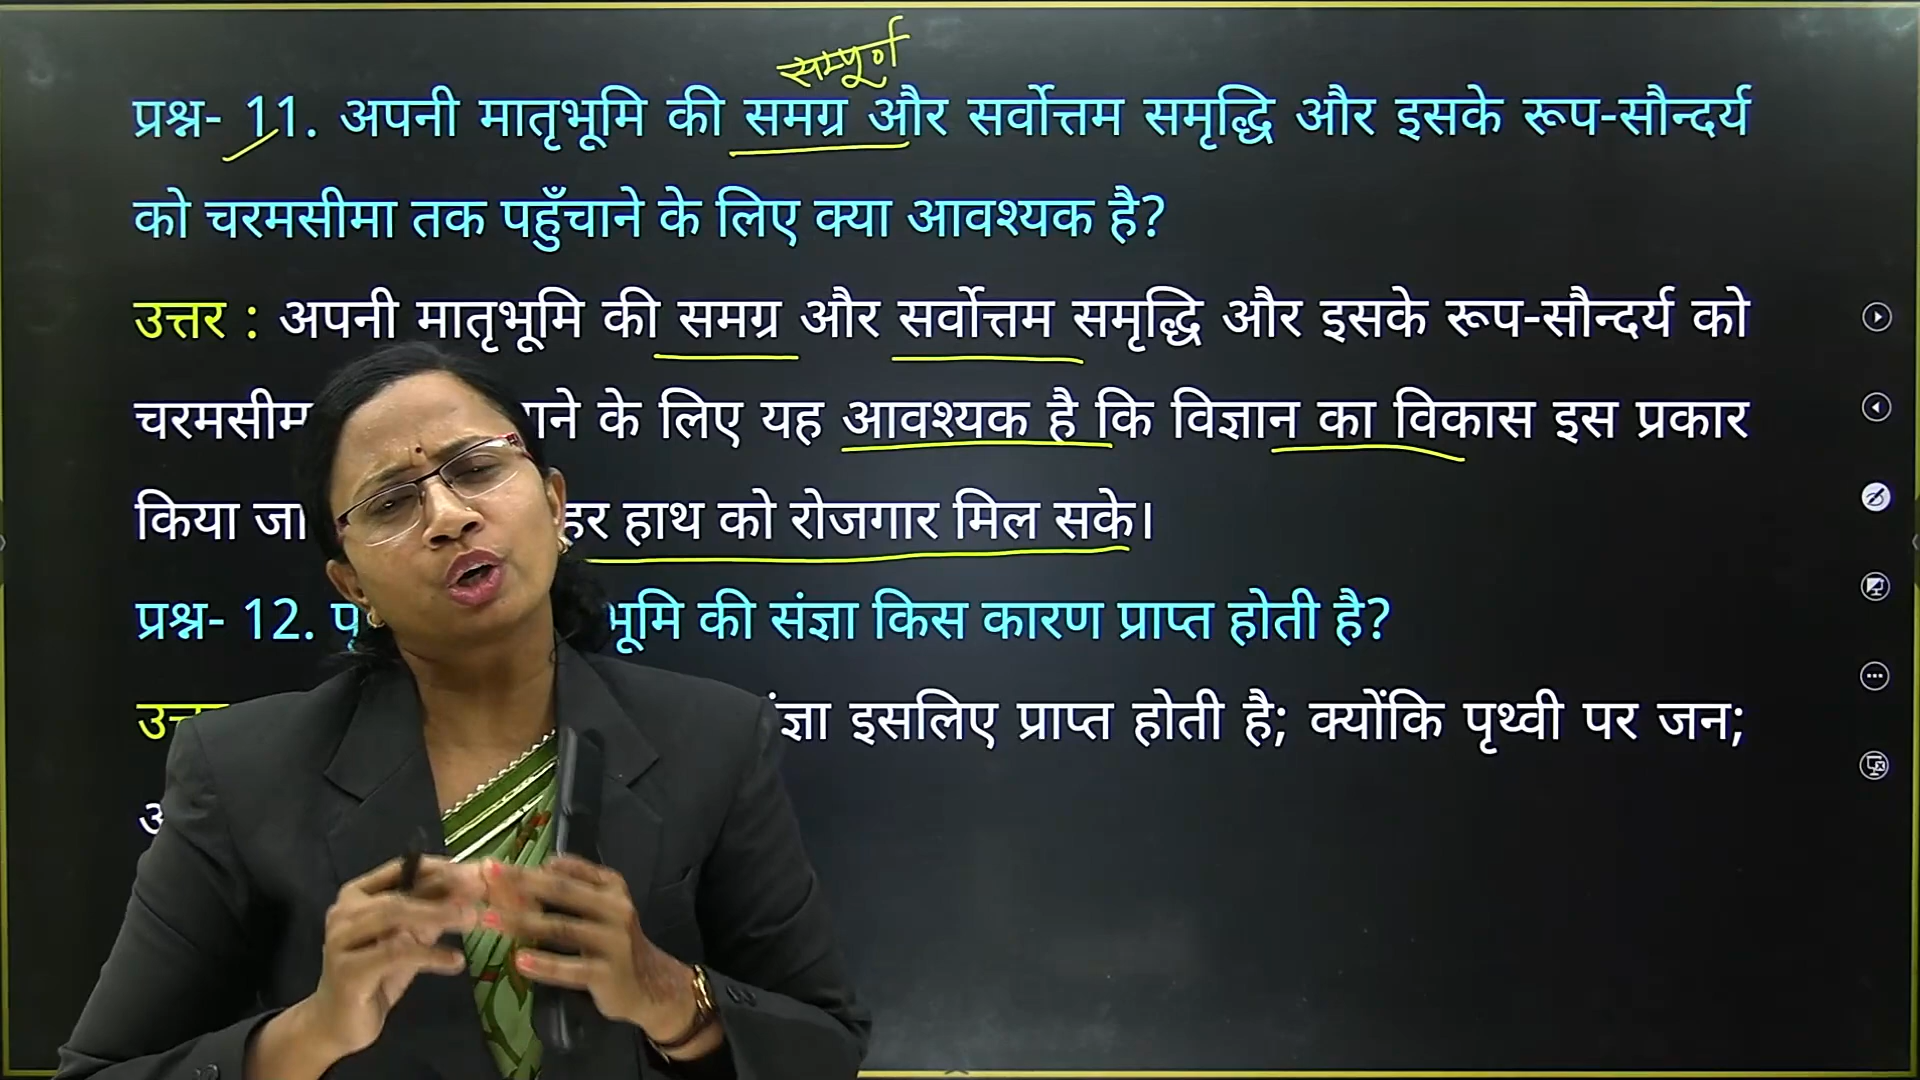 सम्पूर्ण
प्रश्न- 11. अपनी मातृभूमि की समग्र और सर्वोत्तम समृद्धि और इसके रूप-सौन्दर्य
को चरमसीमा तक पहुँचाने के लिए क्या आवश्यक है?
उत्तर : अपनी मातृभूमि की समग्र और सर्वोत्तम समृद्धि और इसके रूप-सौन्दर्य को
के लिए यह आवश्यक है कि विज्ञान का विकास इस प्रकार
किया हर हाथ को रोजगार मिल सके।
प्रश्न- 12. भूमि की संज्ञा किस कारण प्राप्त होती है?
इसलिए प्राप्त होती है; क्योंकि पृथ्वी पर जन;